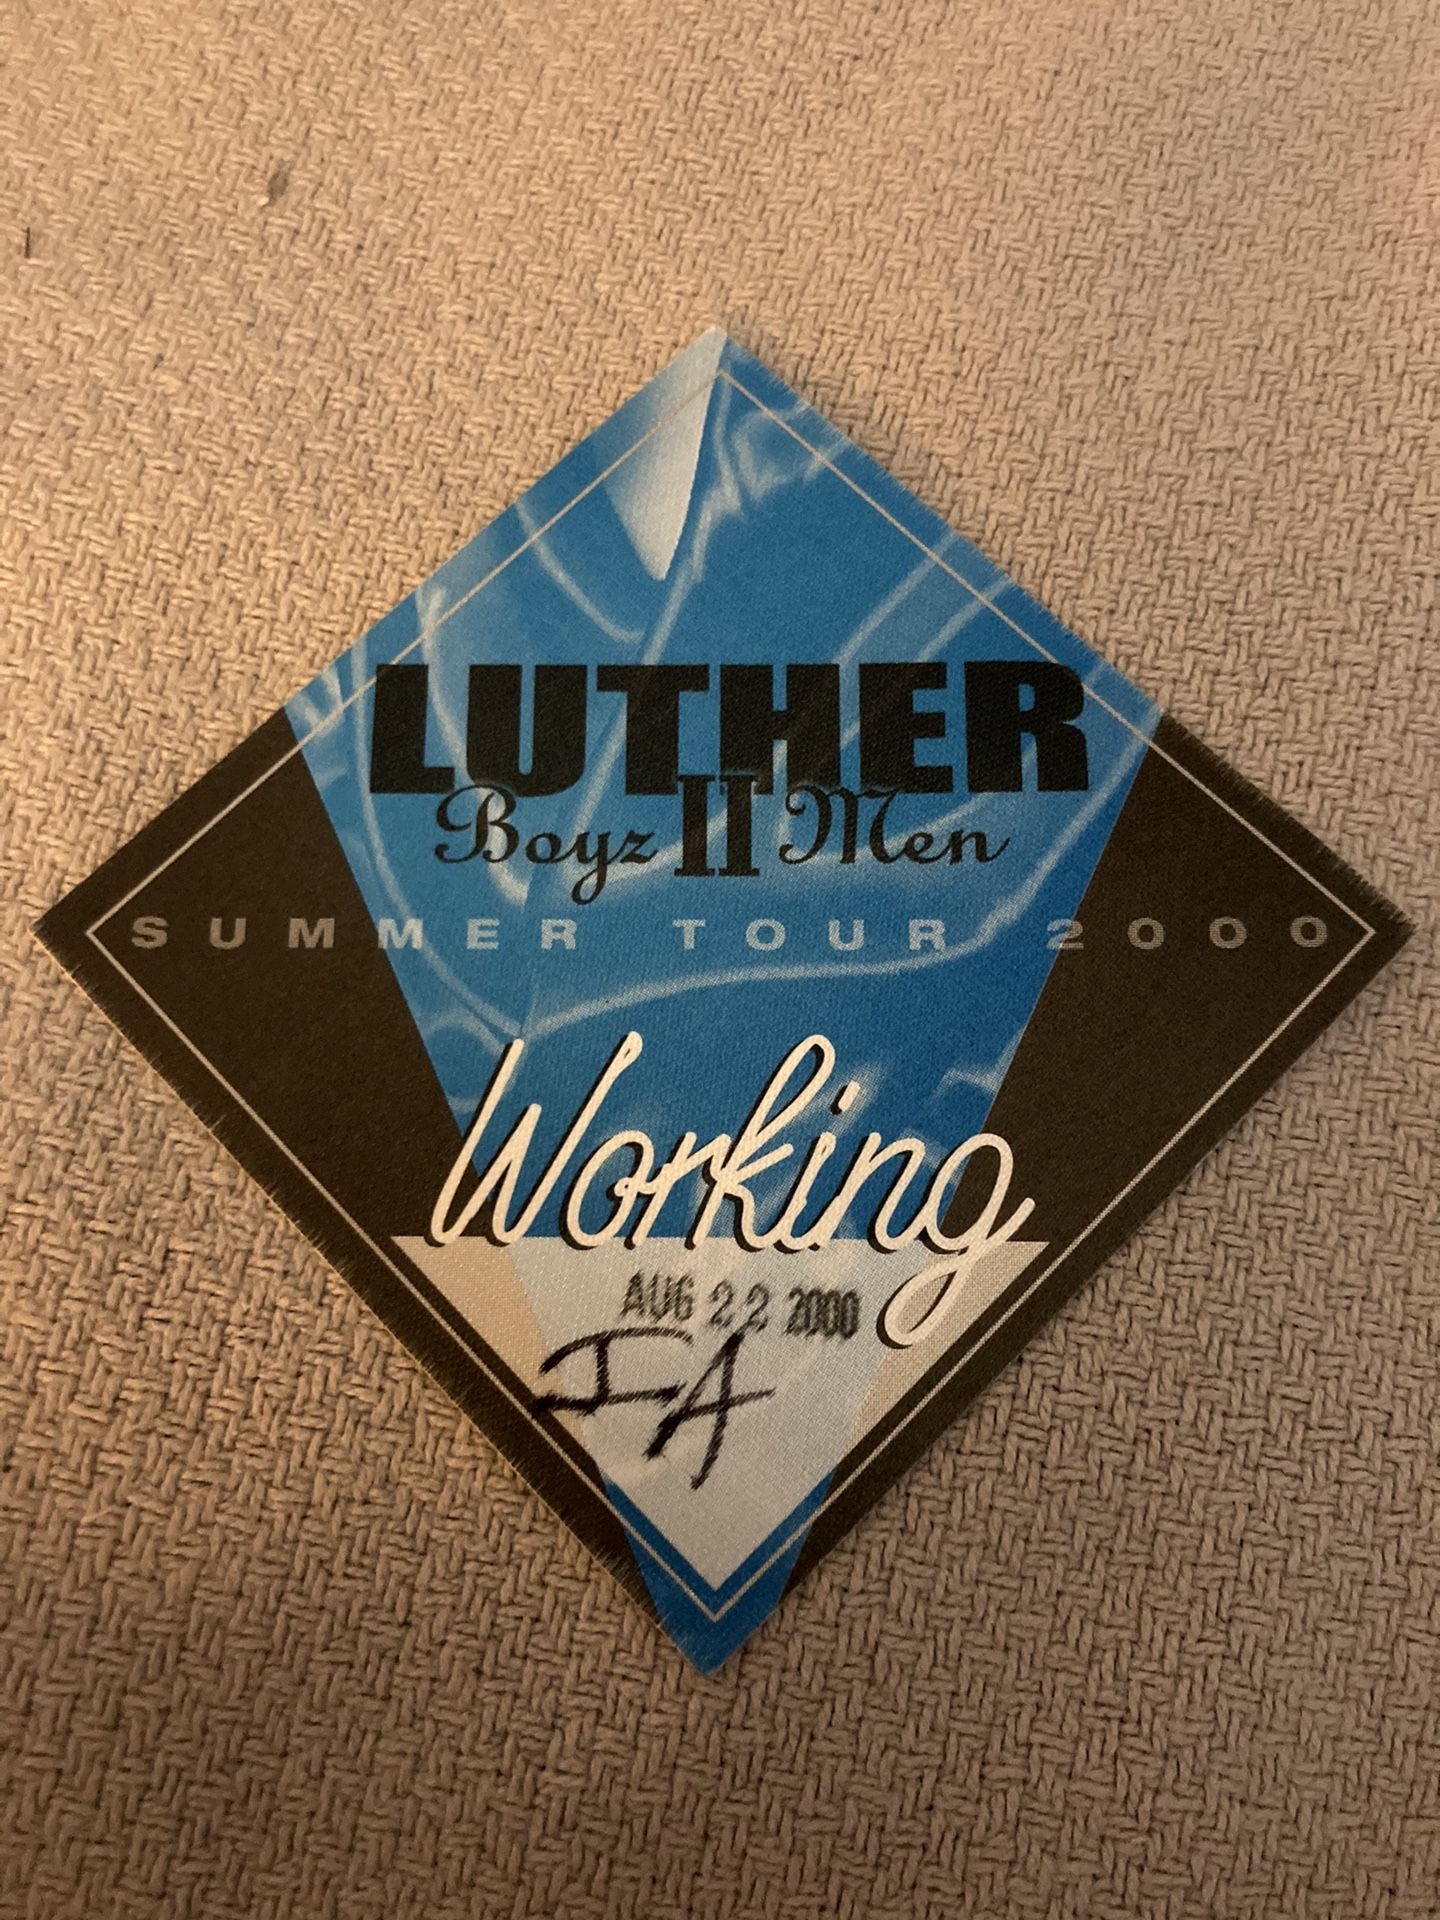 LUTHER
Boyz II Men
SUMMER TOUR 2000
Working
AUG 22 2000
IA